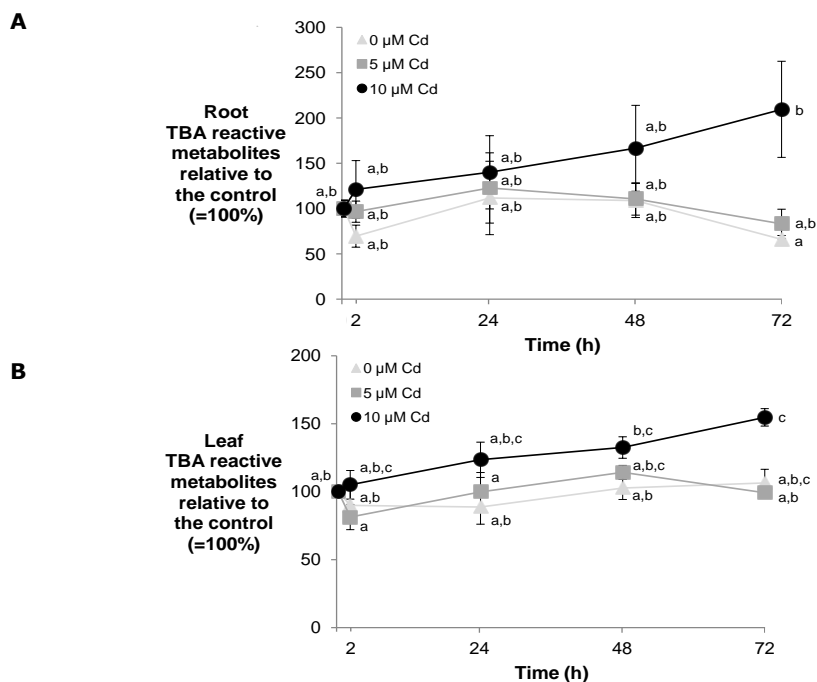 A
300
250
200
150
100
50
0
Root
TBA reactive
metabolites
relative to
the control
(=100%)
0 µM Cd
5 µM Cd
10 µM Cd
a,b
a,b
a,b
a,b
a,b
a,b
a,b
a,b
a,b
a,b
b
a,b
a
2 24 48 72
Time (h)
B
200
150
100
50
0
Leaf
TBA reactive
metabolites
relative to
the control
(=100%)
0 µM Cd
5 µM Cd
10 µM Cd
a,b
a,b,c
a,b
a
a,b,c
a
a,b
b,c
a,b,c
a,b
c
a,b,c
a,b
2 24 48 72
Time (h)